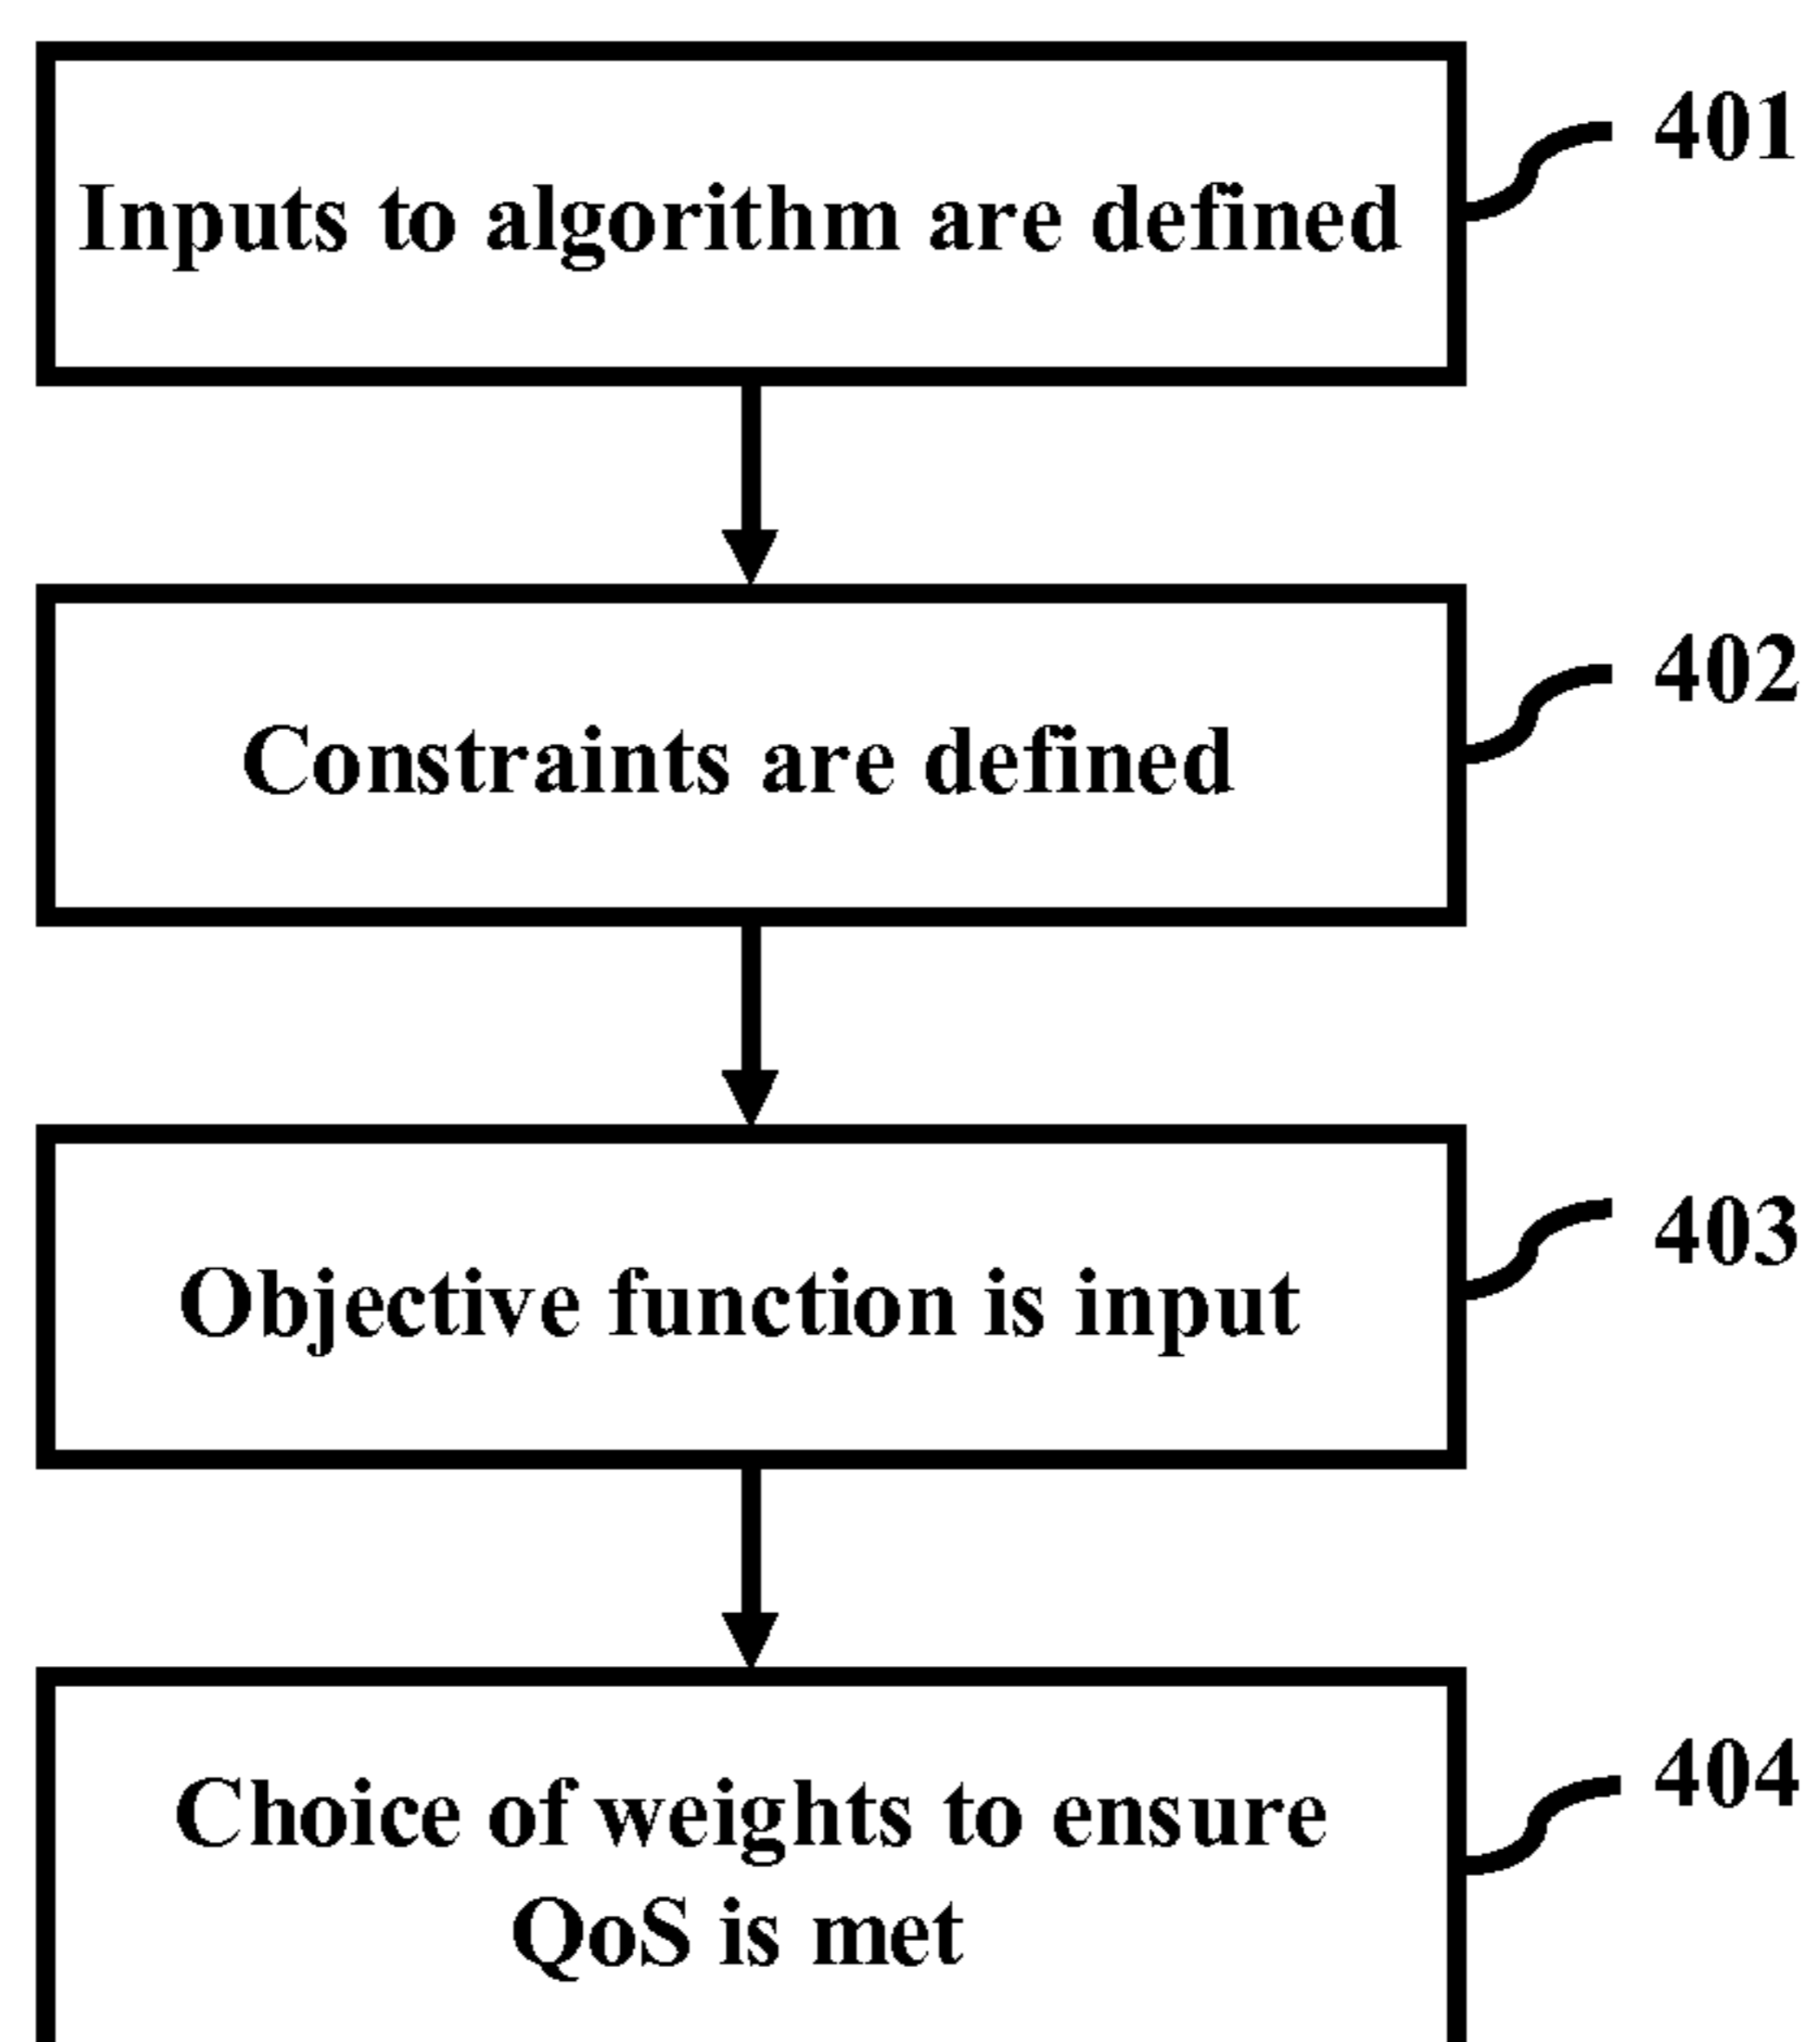 Inputs to algorithm are defined
401
Constraints are defined
402
Objective function is input
403
Choice of weights to ensure
QoS is met
404